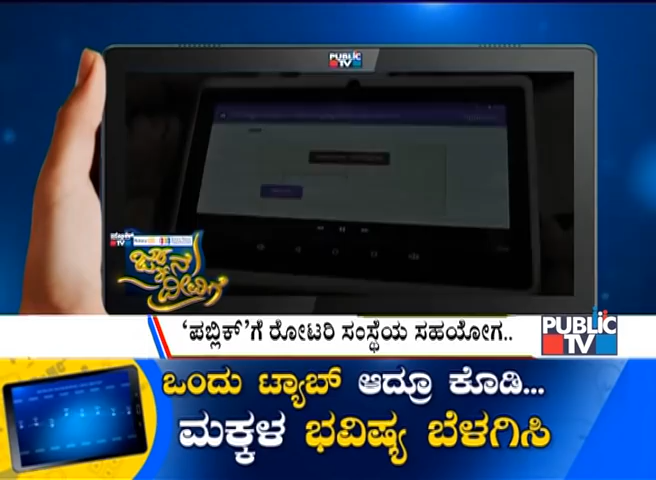 PUBLiC
TV
ಜ್ಞಾನ
ದೀವಿಗೆ
‘ಪಬ್ಲಿಕ್’ಗೆ ರೋಟರಿ ಸಂಸ್ಥೆಯ ಸಹಯೋಗ..
PUBLiC
TV
ಒಂದು ಟ್ಯಾಬ್ ಆದ್ರೂ ಕೊಡಿ...
ಮಕ್ಕಳ ಭವಿಷ್ಯ ಬೆಳಗಿಸಿ